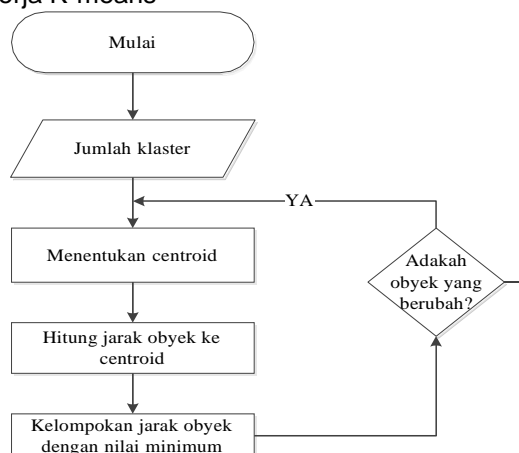 K-means
Mulai
Jumlah klaster
YA
Menentukan centroid
Adakah
obyek yang
berubah?
Hitung jarak obyek ke
centroid
Kelompokan jarak obyek
dengan nilai minimum